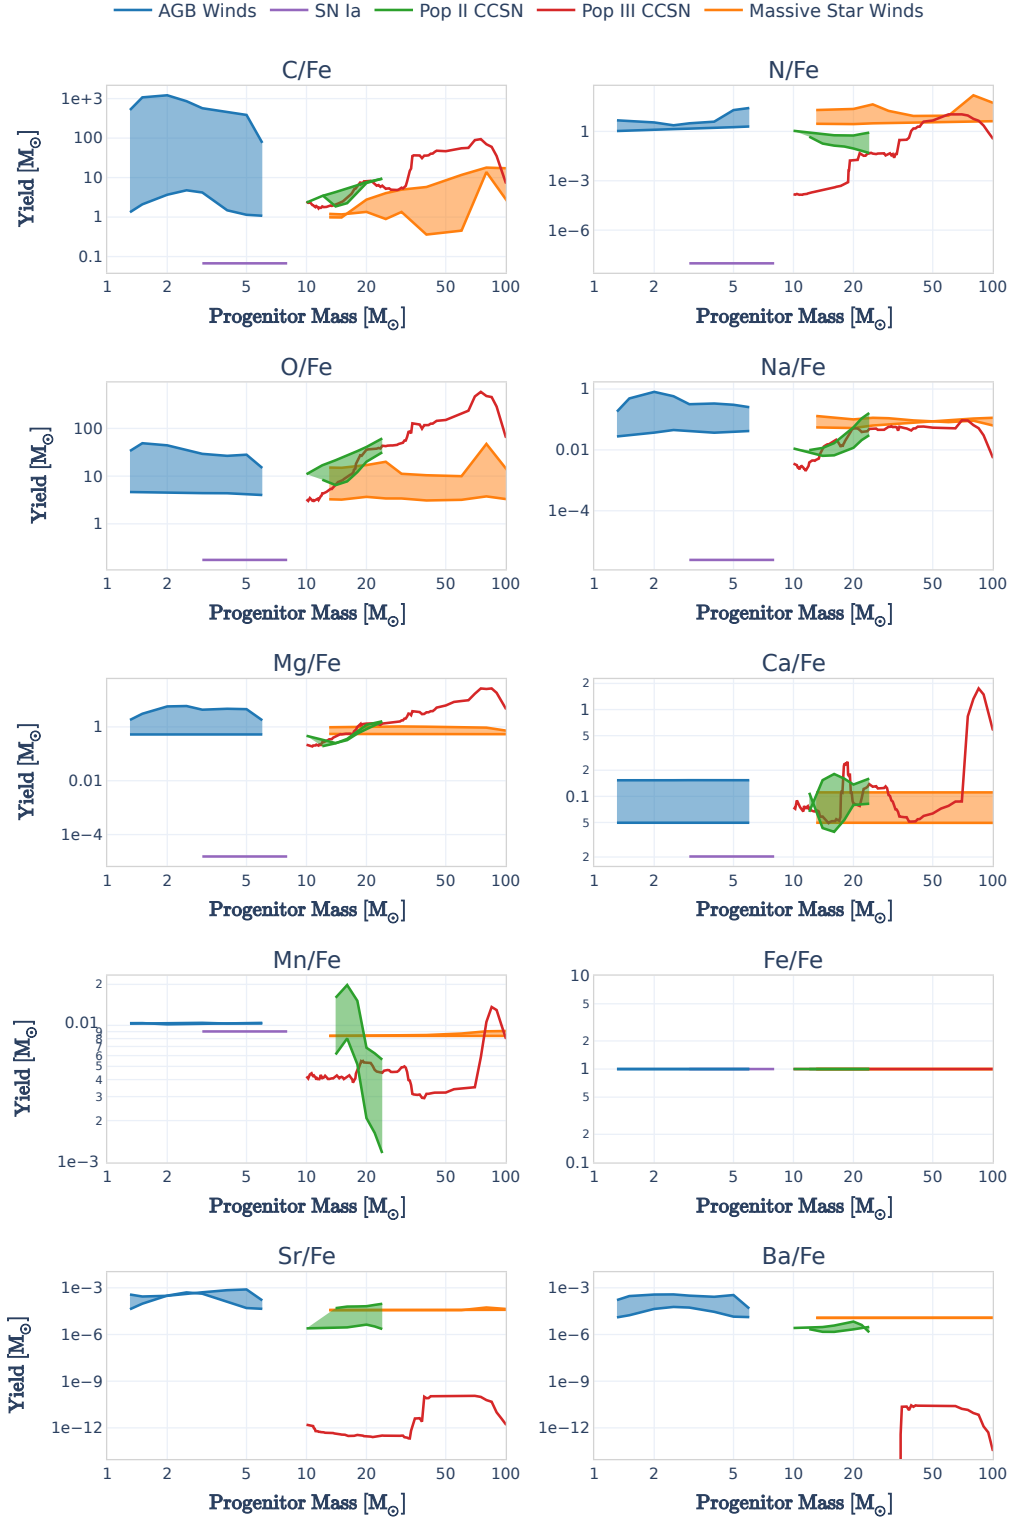 AGB Winds SN Ia Pop II CCSN Pop III CCSN Massive Star Winds
C/Fe N/Fe
Yield [M⊙]
1e+3
100
10
1
0.1
1
1e−3
1e−6
1 2 5 10 20 50 100 1 2 5 10 20 50 100
Progenitor Mass [M⊙] Progenitor Mass [M⊙]
O/Fe Na/Fe
Yield [M⊙]
100
10
1
1
0.01
1e−4
1 2 5 10 20 50 100 1 2 5 10 20 50 100
Progenitor Mass [M⊙] Progenitor Mass [M⊙]
Mg/Fe Ca/Fe
Yield [M⊙]
1
0.01
1e−4
2
1
5
2
0.1
5
2
1 2 5 10 20 50 100 1 2 5 10 20 50 100
Progenitor Mass [M⊙] Progenitor Mass [M⊙]
Mn/Fe Fe/Fe
Yield [M⊙]
2
0.01
9
8
7
6
5
4
3
2
1e−3
10
5
2
1
5
2
0.1
1 2 5 10 20 50 100 1 2 5 10 20 50 100
Progenitor Mass [M⊙] Progenitor Mass [M⊙]
Sr/Fe Ba/Fe
Yield [M⊙]
1e−3
1e−6
1e−9
1e−12
1e−3
1e−6
1e−9
1e−12
1 2 5 10 20 50 100 1 2 5 10 20 50 100
Progenitor Mass [M⊙] Progenitor Mass [M⊙]